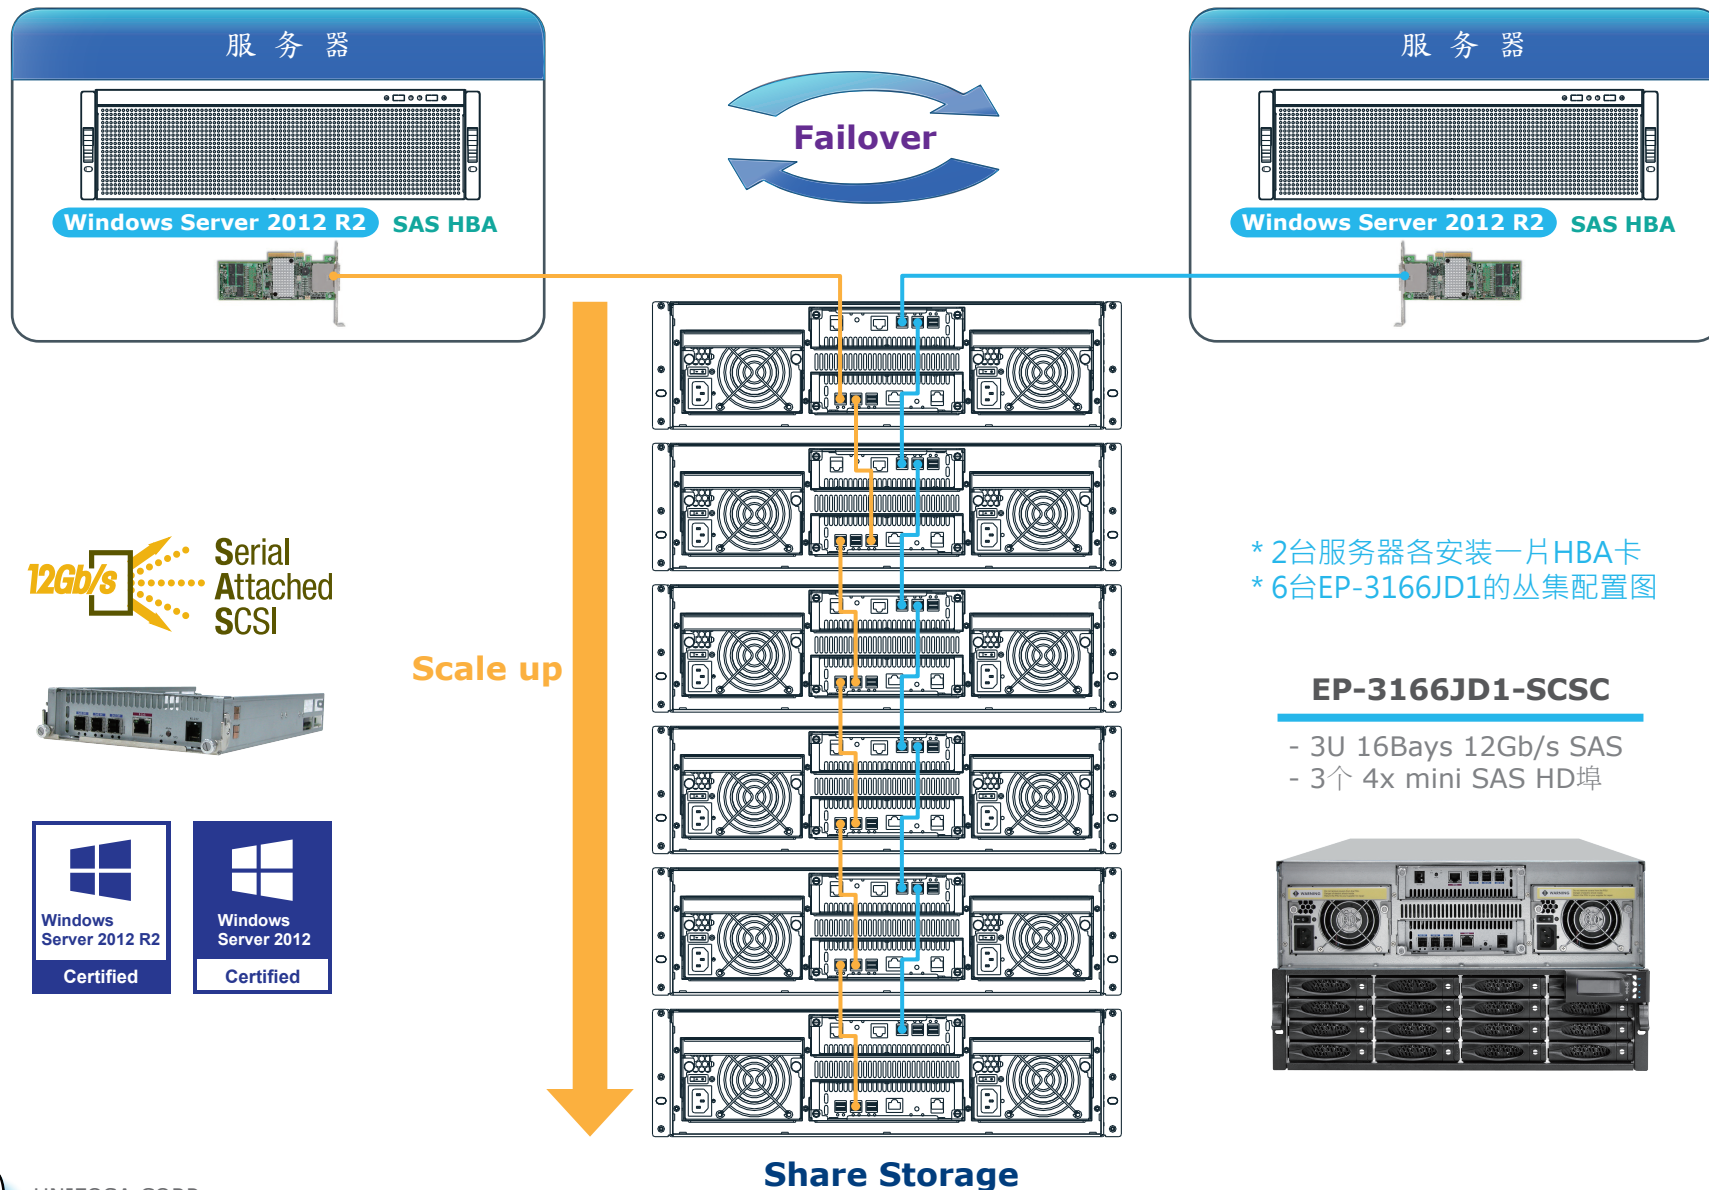 服 务 器
服 务 器
Failover
Windows Server 2012 R2
SAS HBA
Windows Server 2012 R2
SAS HBA
12Gb/s
Serial
Attached
SCSI
Scale up
* 2台服务器各安装一片HBA卡
* 6台EP-3166JD1的丛集配置图
EP-3166JD1-SCSC
- 3U 16Bays 12Gb/s SAS
- 3个 4x mini SAS HD埠
Windows
Server 2012 R2
Certified
Windows
Server 2012
Certified
WARNING
WARNING
Share Storage